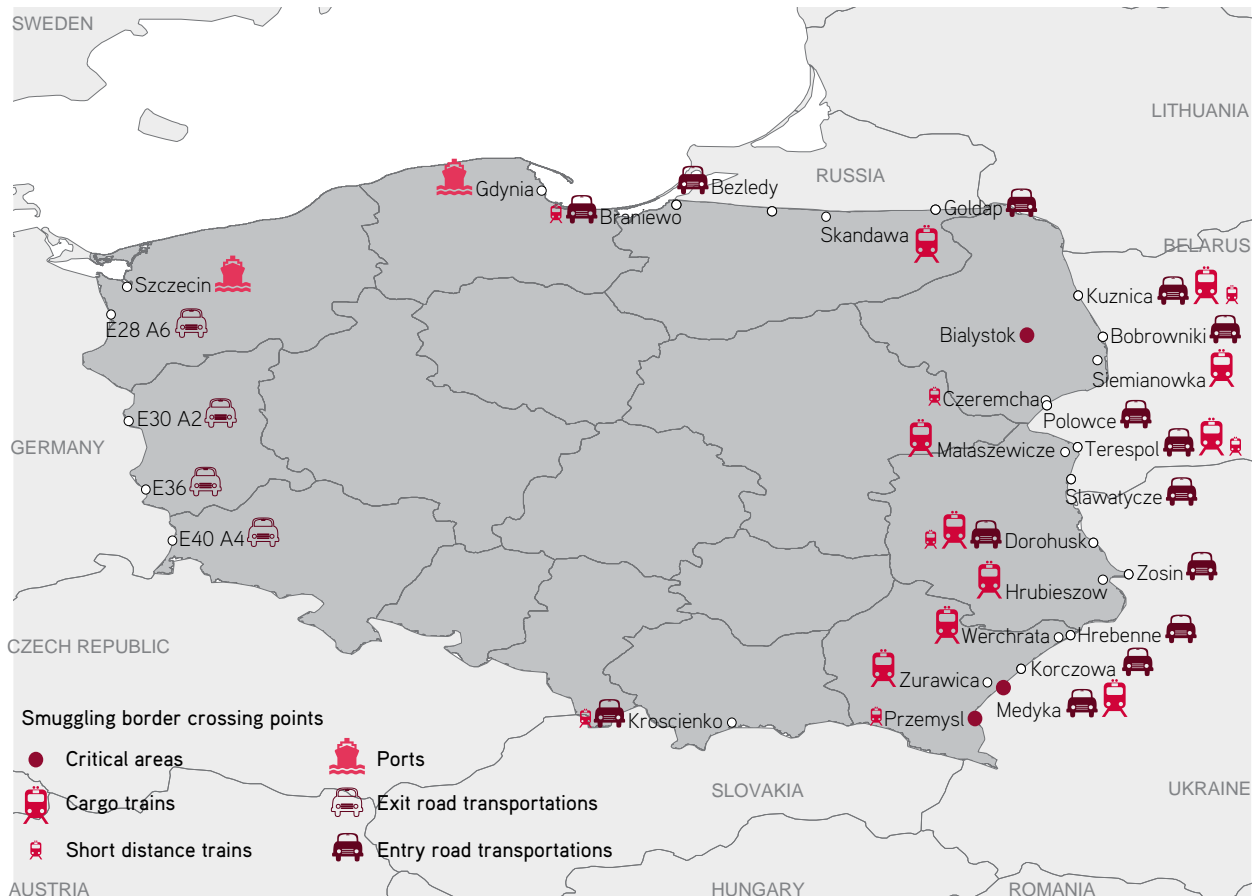 SWEDEN
LITHUANIA
RUSSIA
Bezledy
Gdynia
Braniewo
Goldap
Skandawa
BELARUS
Szczecin
Kuznica
E28 A6
Bialystok
Bobrowniki
Siemianowka
Czeremcha
Polowce
E30 A2
GERMANY
Malaszewicze
Terespol
E36
Slawatycze
E40 A4
Dorohusk
Zosin
Hrubieszow
Werchrata
Hrebenne
CZECH REPUBLIC
Korczowa
Zurawica
Medyka
Przemysl
Kroscienko
Smuggling border crossing points
Critical areas
Ports
Cargo trains
Exit road transportations
Short distance trains
Entry road transportations
SLOVAKIA
UKRAINE
AUSTRIA
HUNGARY
ROMANIA